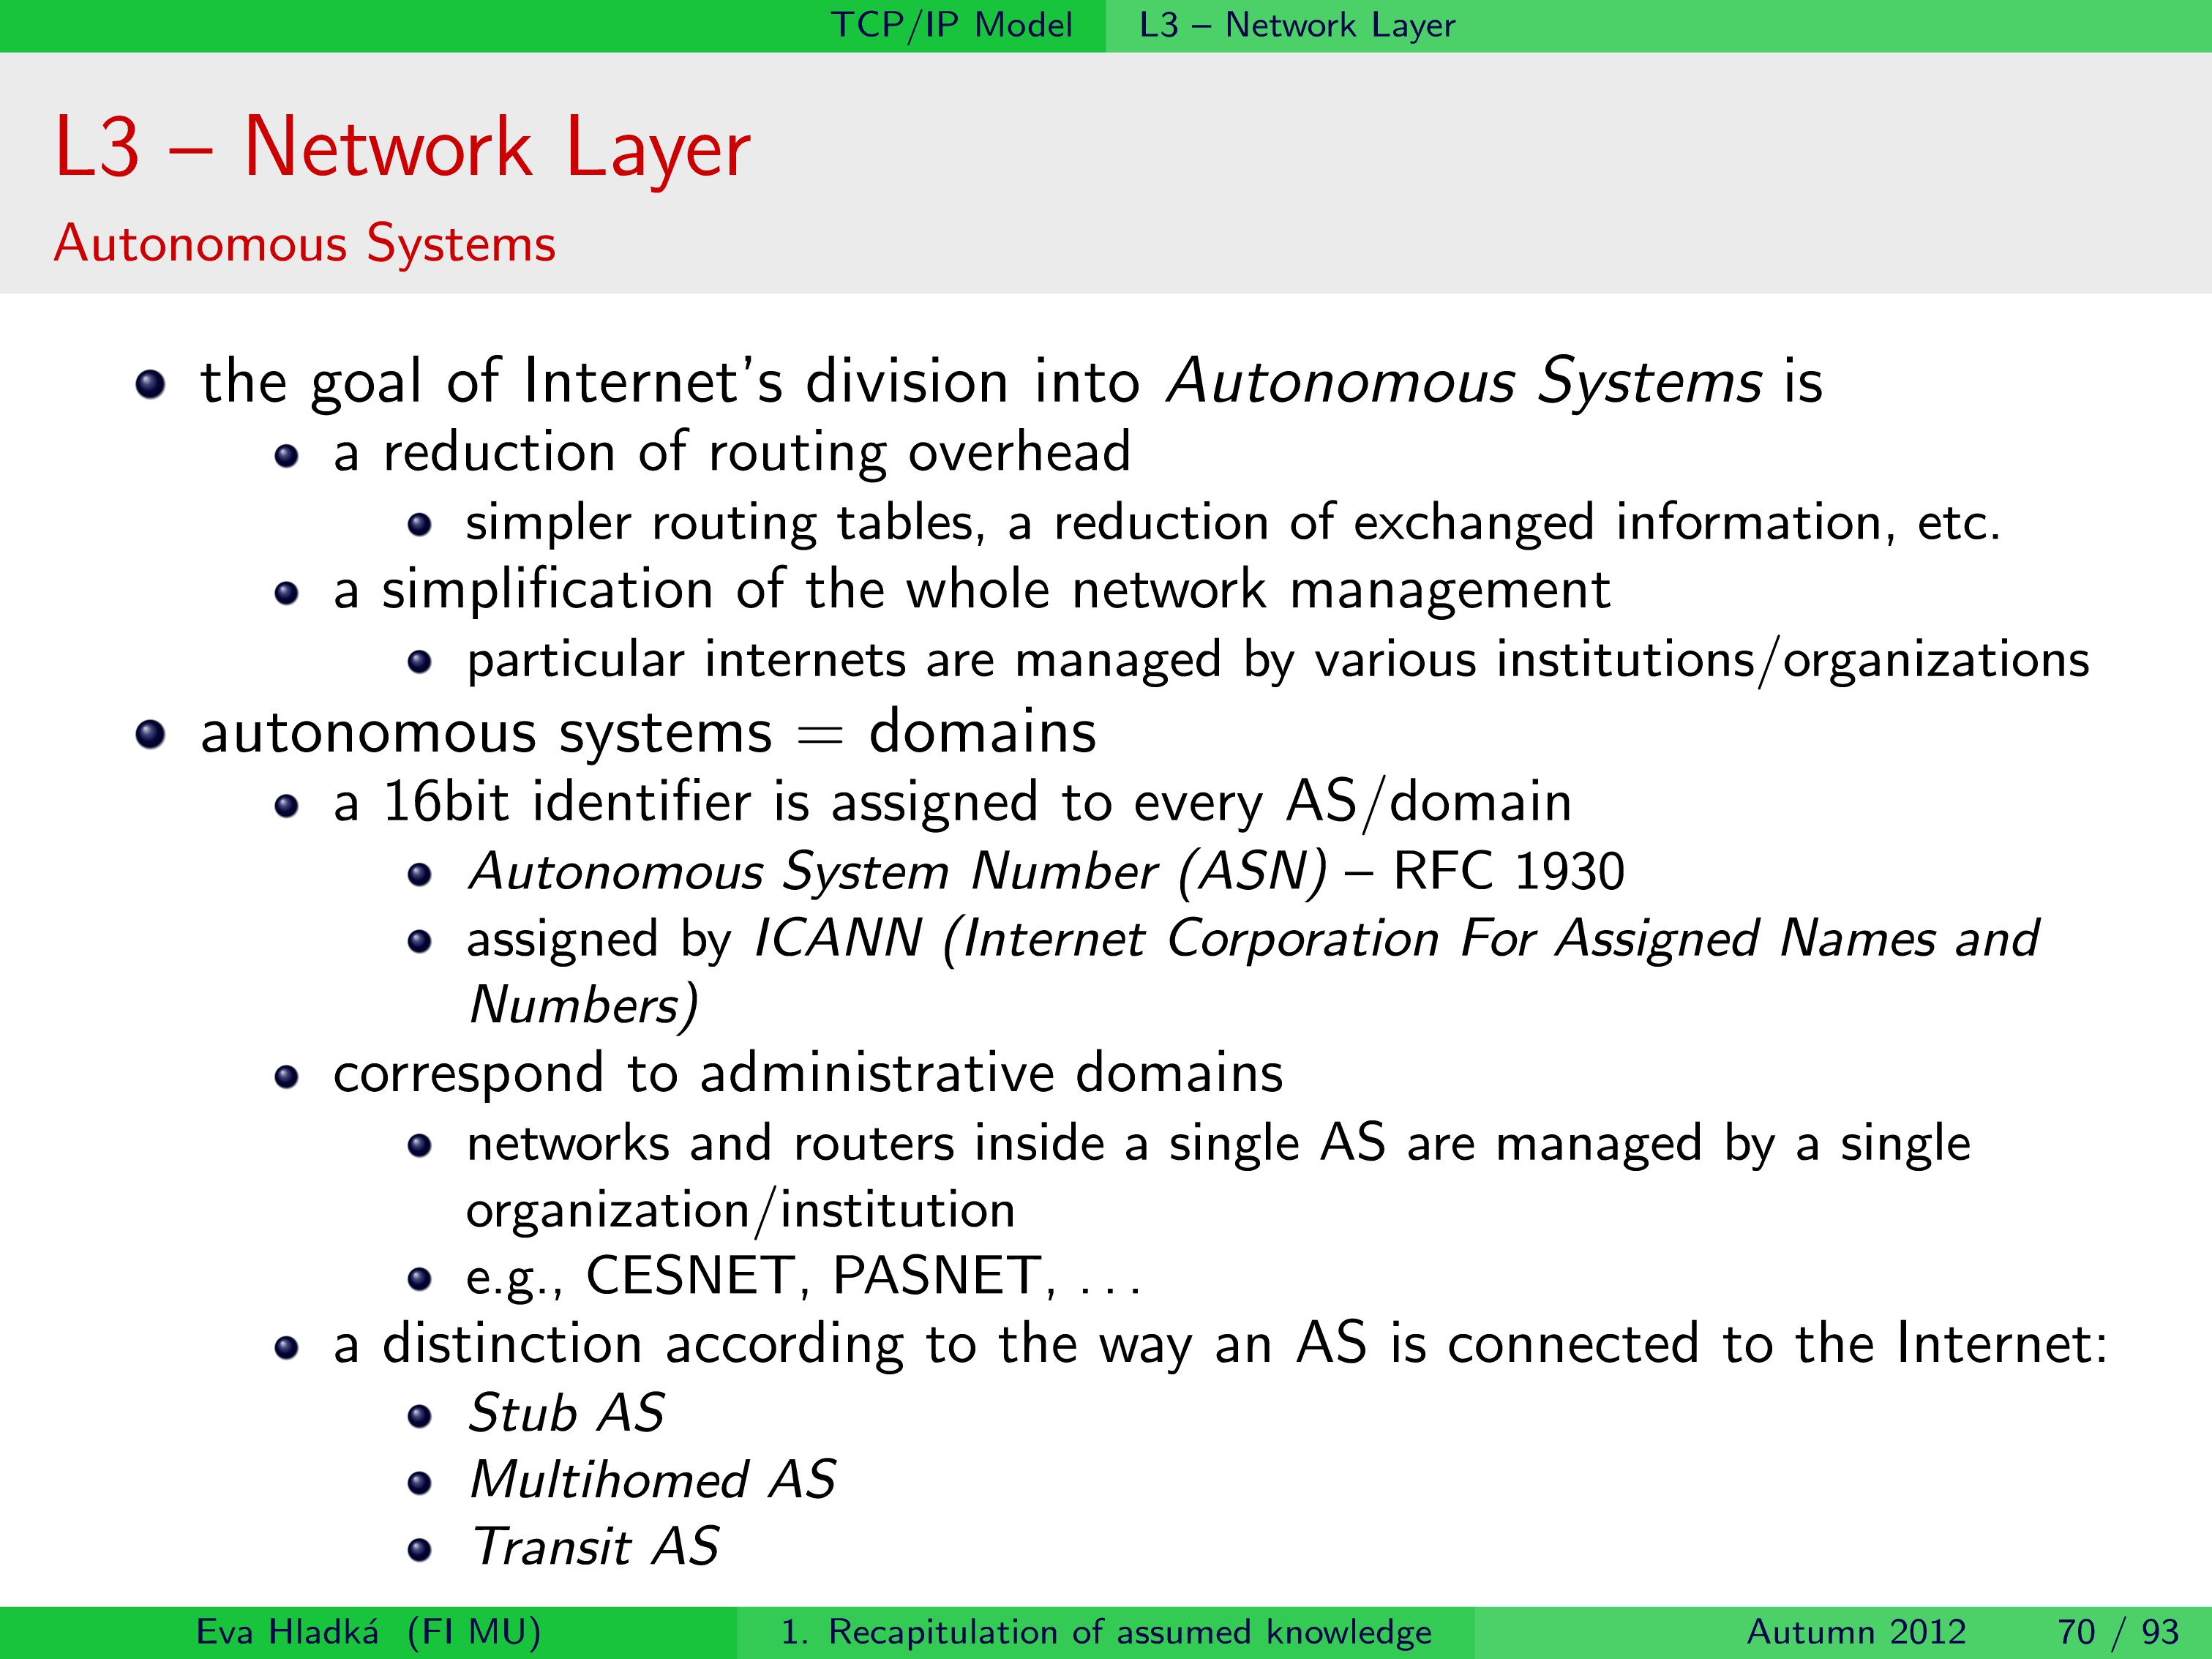 TCP/IP Model L3 – Network Layer
L3 – Network Layer
Autonomous Systems
the goal of Internet's division into Autonomous Systems is
a reduction of routing overhead
simpler routing tables, a reduction of exchanged information, etc.
a simplification of the whole network management
particular internets are managed by various institutions/organizations
autonomous systems = domains
a 16bit identifier is assigned to every AS/domain
Autonomous System Number (ASN) – RFC 1930
assigned by ICANN (Internet Corporation For Assigned Names and
Numbers)
correspond to administrative domains
networks and routers inside a single AS are managed by a single
organization/institution
e.g., CESNET, PASNET, ...
a distinction according to the way an AS is connected to the Internet:
Stub AS
Multihomed AS
Transit AS
Eva Hladká (FI MU) 1. Recapitulation of assumed knowledge Autumn 2012 70 / 93